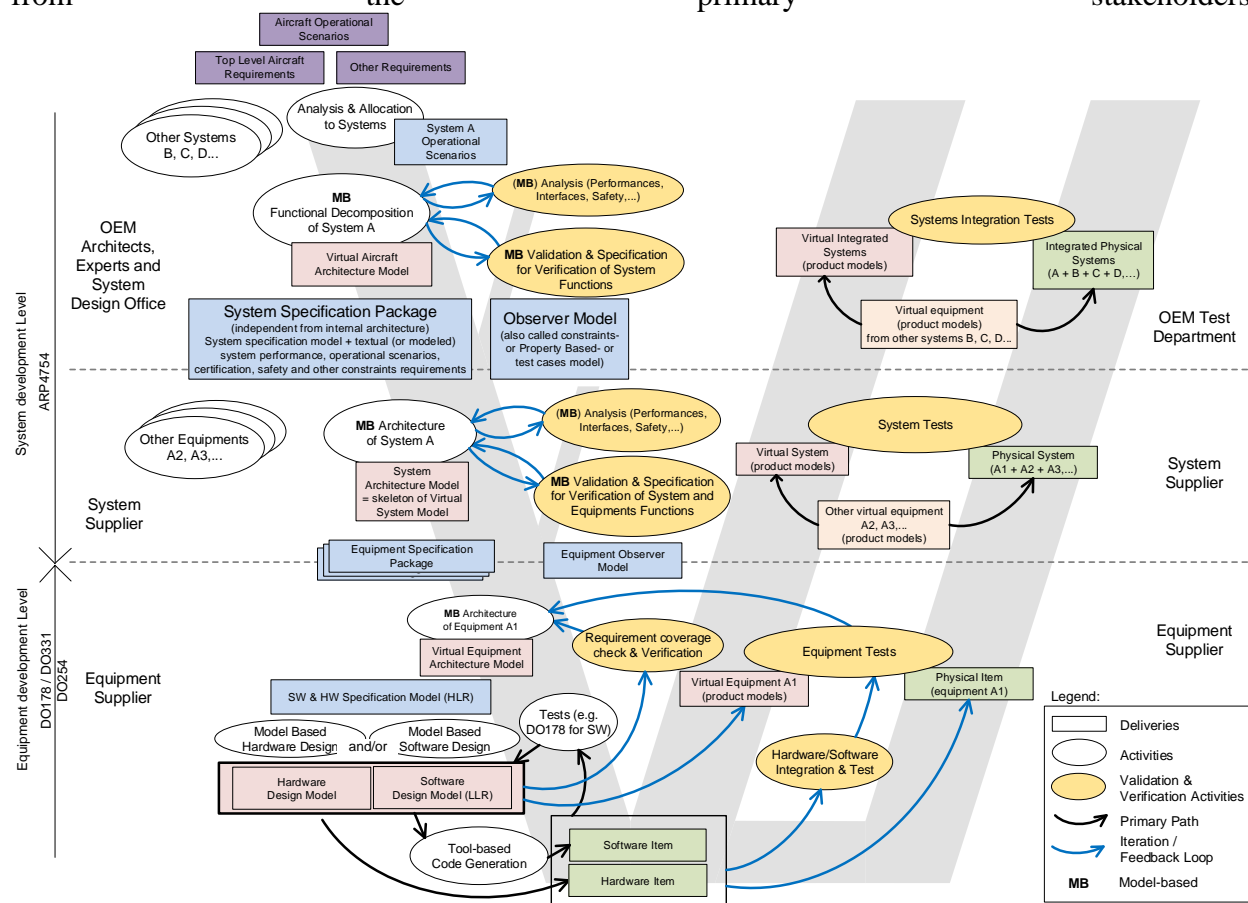 from the primary stakeholders
Aircraft Operational
Scenarios
Top Level Aircraft
Requirements
Other Requirements
Analysis & Allocation
to Systems
Other Systems
B, C, D...
System A
Operational
Scenarios
MB
Functional Decomposition
of System A
(MB) Analysis (Performances,
Interfaces, Safety,...)
Virtual Aircraft
Architecture Model
MB Validation & Specification
for Verification of System
Functions
OEM
Architects,
Experts and
System
Design Office
Systems Integration Tests
Virtual Integrated
Systems
(product models)
Integrated Physical
Systems
(A + B + C + D,...)
Virtual equipment
(product models)
from other systems B, C, D...
OEM Test
Department
System Specification Package
(independent from internal architecture)
System specification model + textual (or modeled)
system performance, operational scenarios,
certification, safety and other constraints requirements
Observer Model
(also called constraints-
or Property Based- or
test cases model)
System development Level
ARP4754
Other Equipments
A2, A3,...
MB Architecture
of System A
(MB) Analysis (Performances,
Interfaces, Safety,...)
System
Architecture Model
= skeleton of Virtual
System Model
MB Validation & Specification
for Verification of System and
Equipments Functions
System
Supplier
System Tests
Virtual System
(product models)
Physical System
(A1 + A2 + A3,...)
Other virtual equipment
A2, A3,...
(product models)
System
Supplier
Equipment Specification
Package
Equipment Observer
Model
Equipment development Level
DO178 / DO331
DO254
MB Architecture
of Equipment A1
Virtual Equipment
Architecture Model
Requirement coverage
check & Verification
Equipment Tests
Virtual Equipment A1
(product models)
Physical Item
(equipment A1)
Equipment
Supplier
Equipment
Supplier
SW & HW Specification Model (HLR)
Model Based
Hardware Design
and/or
Model Based
Software Design
Tests (e.g.
DO178 for SW)
Hardware
Design Model
Software
Design Model (LLR)
Hardware/Software
Integration & Test
Tool-based
Code Generation
Software Item
Hardware Item
Legend:
Deliveries
Activities
Validation &
Verification Activities
Primary Path
Iteration /
Feedback Loop
MB Model-based